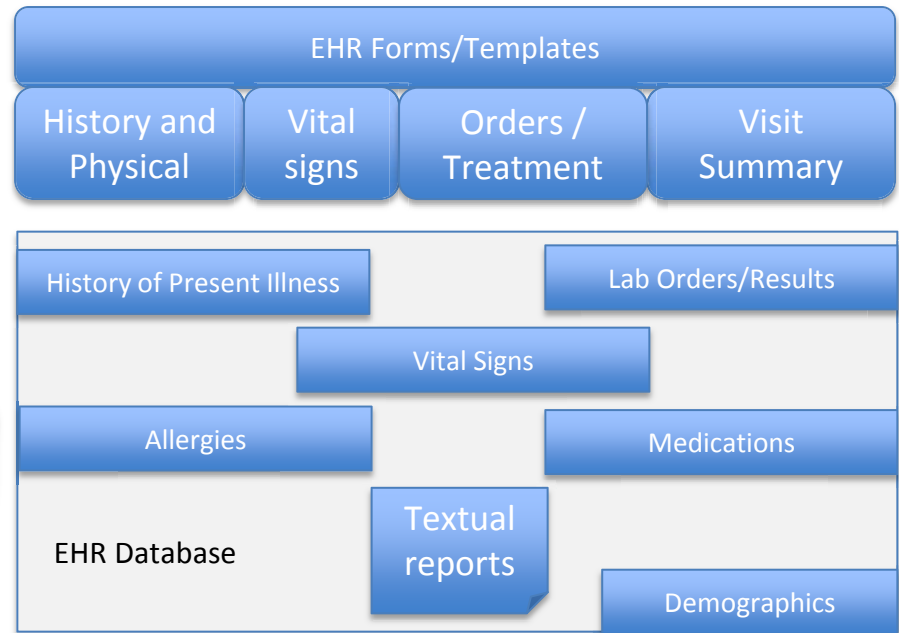 EHR Forms/Templates
History and
Physical
Vital
signs
Orders /
Treatment
Visit
Summary
History of Present Illness
Lab Orders/Results
Vital Signs
Allergies
Medications
Textual
reports
EHR Database
Demographics